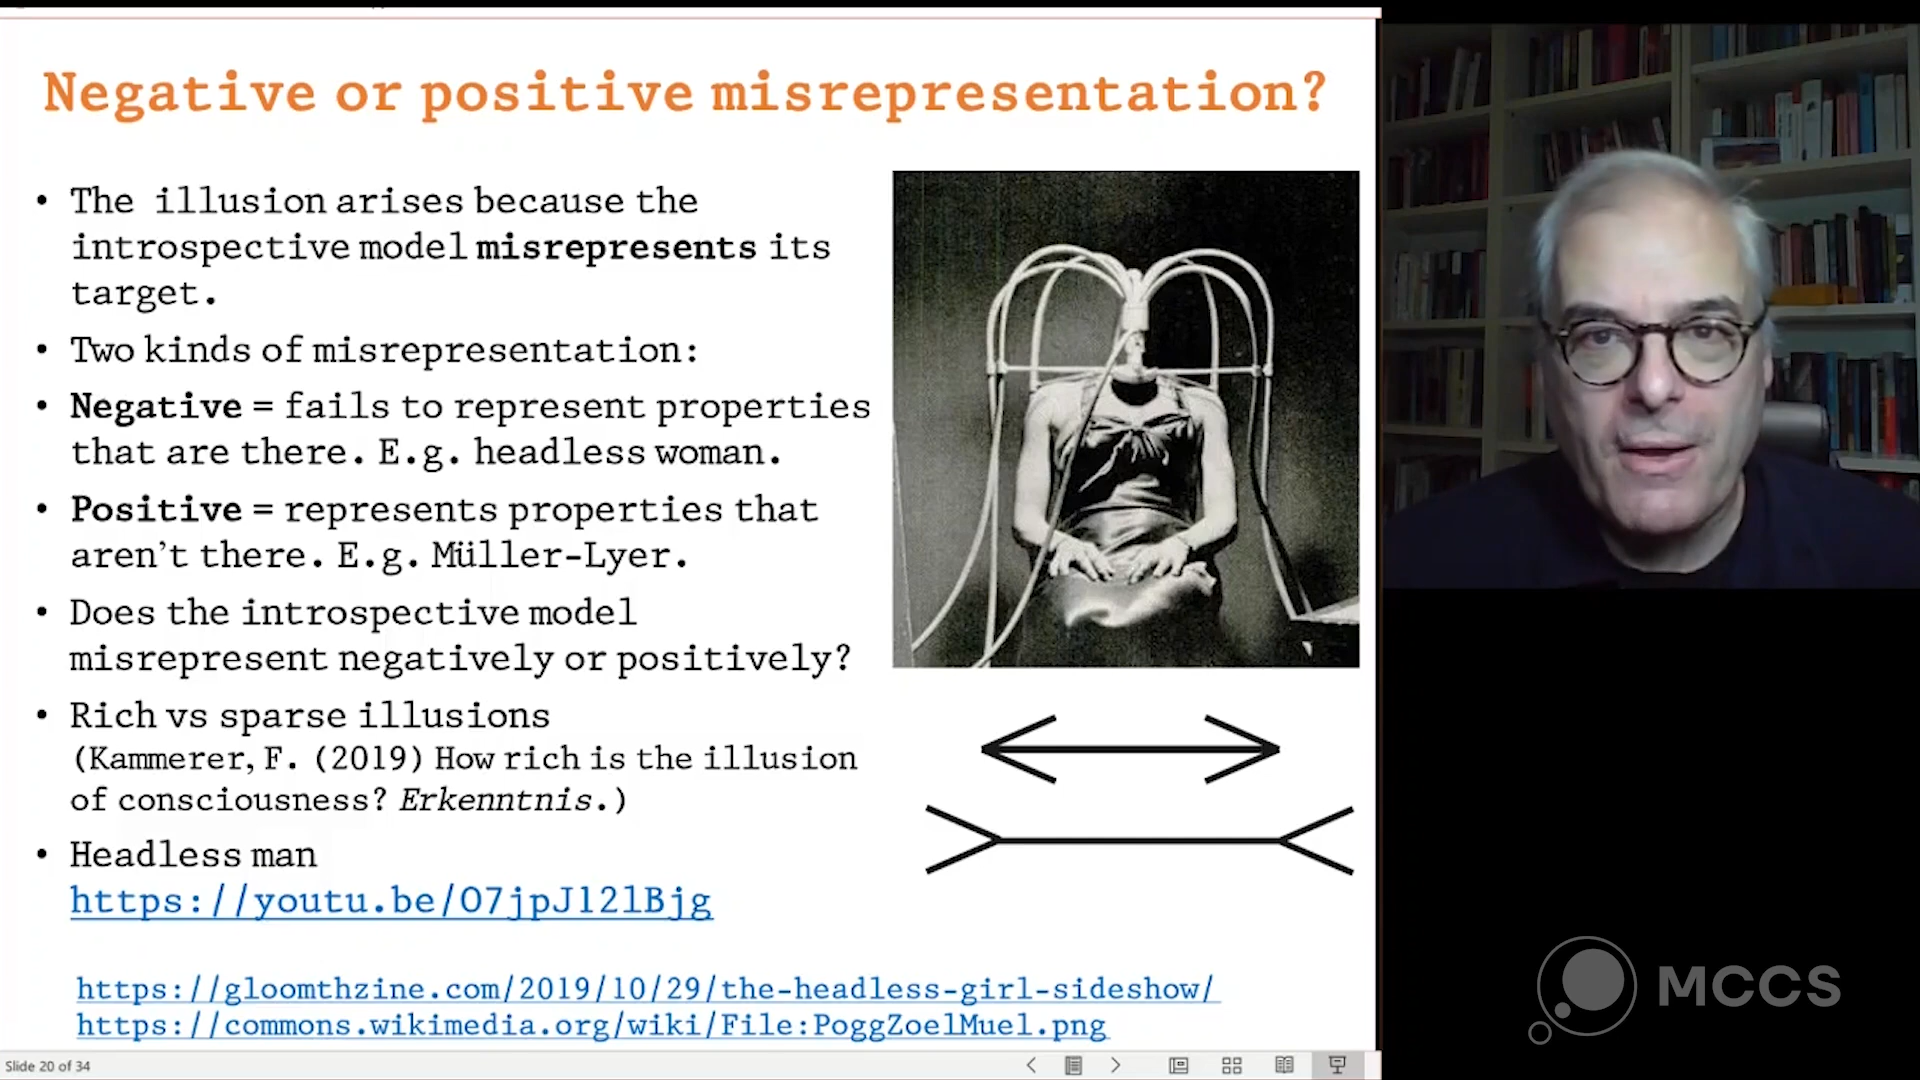 Negative or positive misrepresentation?
• The illusion arises because the
introspective model misrepresents its
target.
• Two kinds of misrepresentation:
• Negative = fails to represent properties
that are there. E.g. headless woman.
• Positive = represents properties that
aren't there. E.g. Müller-Lyer.
• Does the introspective model
misrepresent negatively or positively?
• Rich vs sparse illusions
(Kammerer, F. (2019) How rich is the illusion
of consciousness? Erkenntnis.)
• Headless man
https://youtu.be/O7jpJ12lBjg
https://gloomthzine.com/2019/10/29/the-headless-girl-sideshow/
https://commons.wikimedia.org/wiki/File:PoggZoelMuel.png
Slide 20 of 34
MCCS